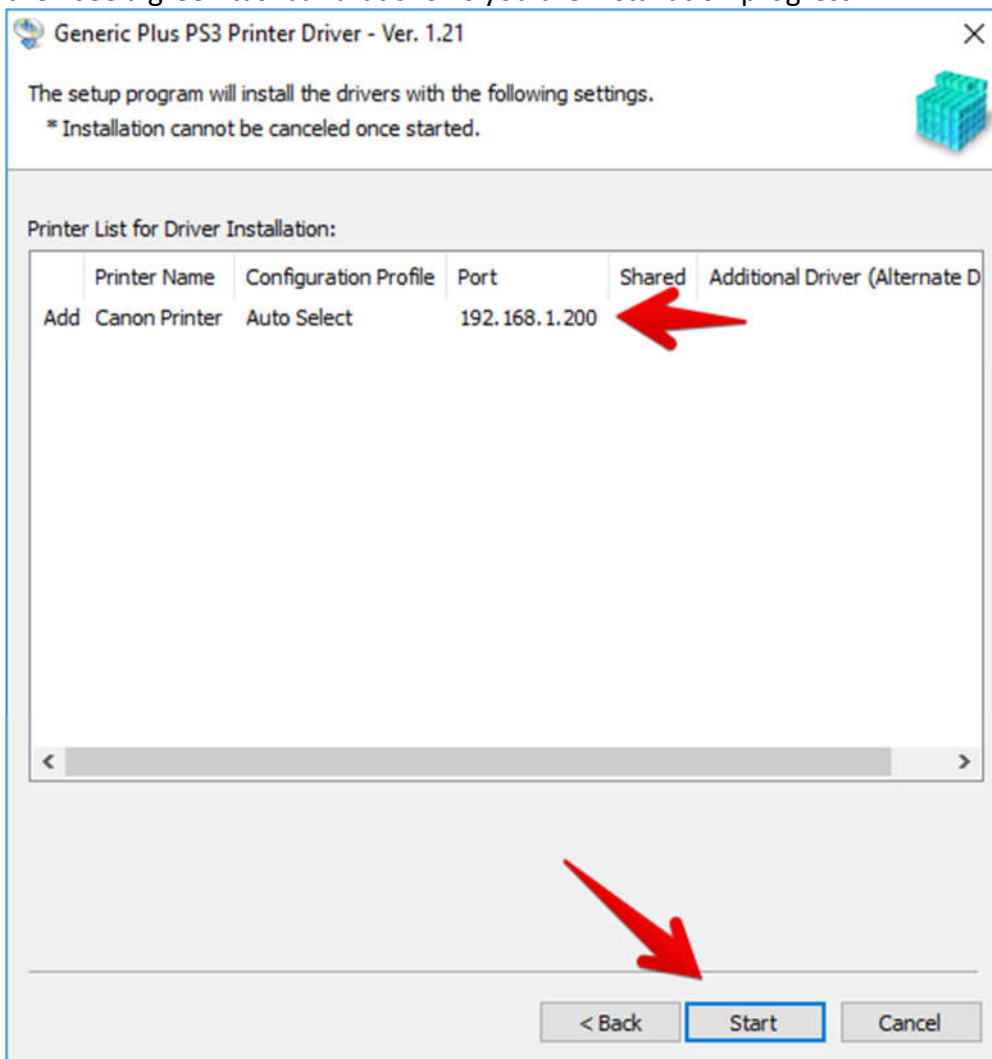 Generic Plus PS3 Printer Driver - Ver. 1.21
The setup program will install the drivers with the following settings.
* Installation cannot be canceled once started.
Printer List for Driver Installation:
Printer Name Configuration Profile Port Shared Additional Driver (Alternate D
Add Canon Printer Auto Select 192.168.1.200
< Back Start Cancel